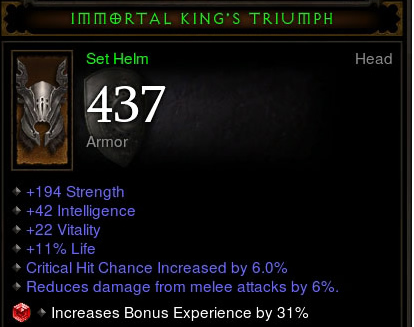 IMMORTAL KING'S TRIUMPH
Set Helm Head
437
Armor
+194 Strength
+42 Intelligence
+22 Vitality
+11% Life
Critical Hit Chance Increased by 6.0%
Reduces damage from melee attacks by 6%.
Increases Bonus Experience by 31%